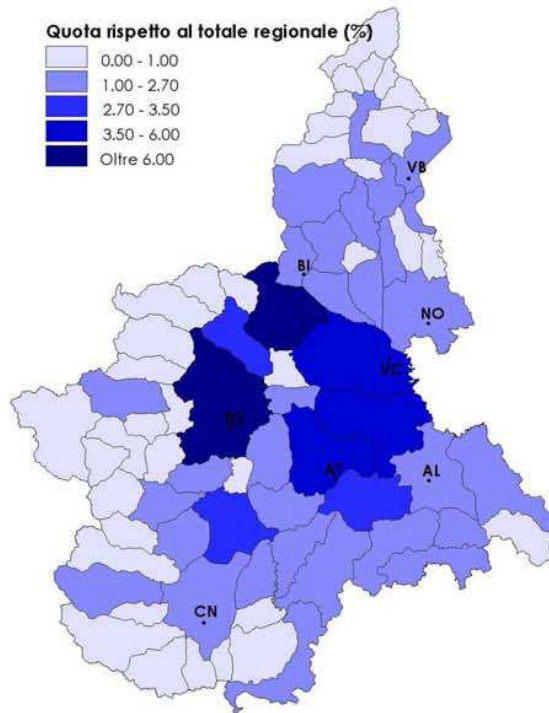 Quota rispetto al totale regionale (%)
0.00 - 1.00
1.00 - 2.70
2.70 - 3.50
3.50 - 6.00
Oltre 6.00
VB
BI
NO
VC
TO
AT
AL
CN